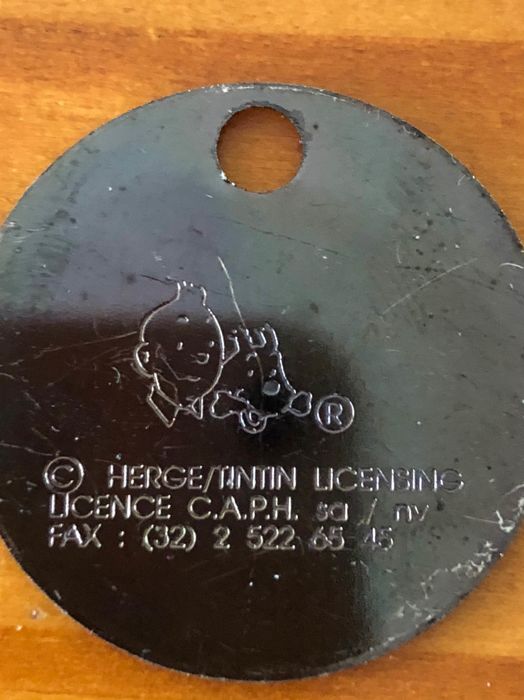 ®
© HERGE/TINTIN LICENSING
LICENCE C.A.P.H. sa / nv
FAX : (32) 2 522 65 45